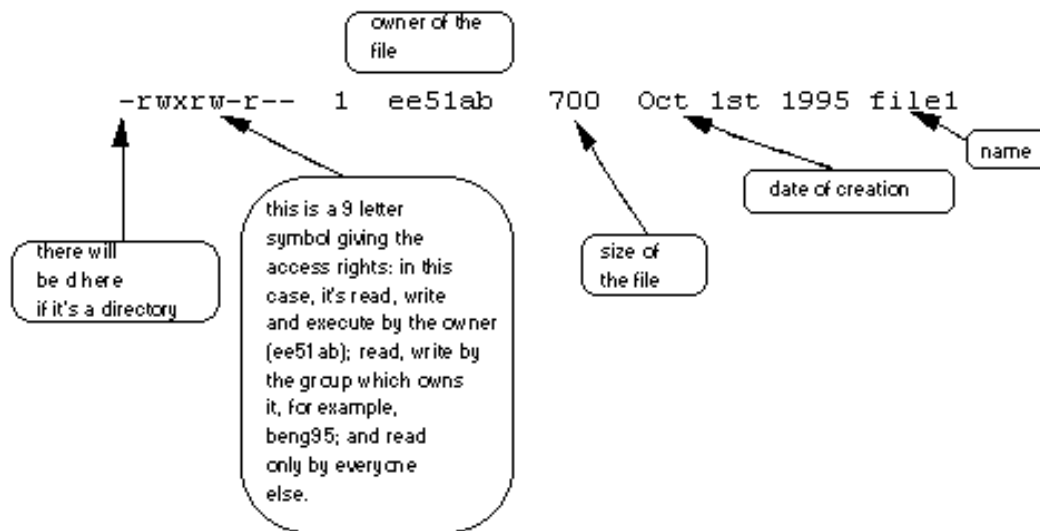 owner of the
file
-rwxrw-r-- 1 ee51ab 700 Oct 1st 1995 file1
name
date of creation
this is a 9 letter
symbol giving the
access rights: in this
case, it's read, write
and execute by the owner
(ee51ab); read, write by
the group which owns
it, for example,
beng95; and read
only by everyone
else.
there will
be d here
if it's a directory
size of
the file